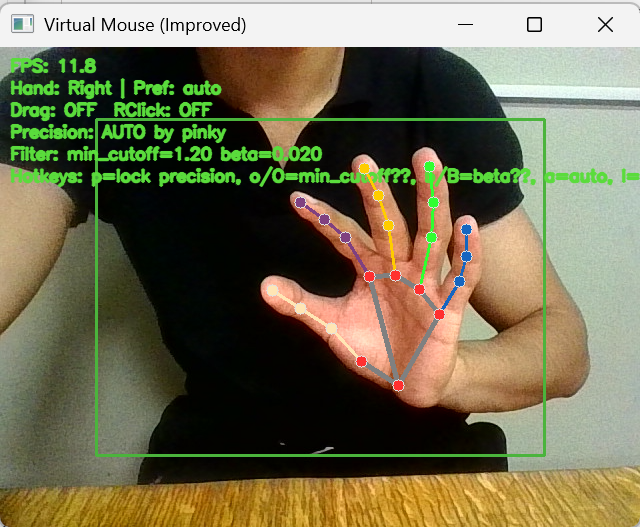 Virtual Mouse (Improved)
FPS: 11.8
Hand: Right | Pref: auto
Drag: OFF RClick: OFF
Precision: AUTO by pinky
Filter: min_cutoff=1.20 beta=0.020
Hotkeys: p=lock precision, o/O=min_cutoff??, /B=beta??, a=auto, l=